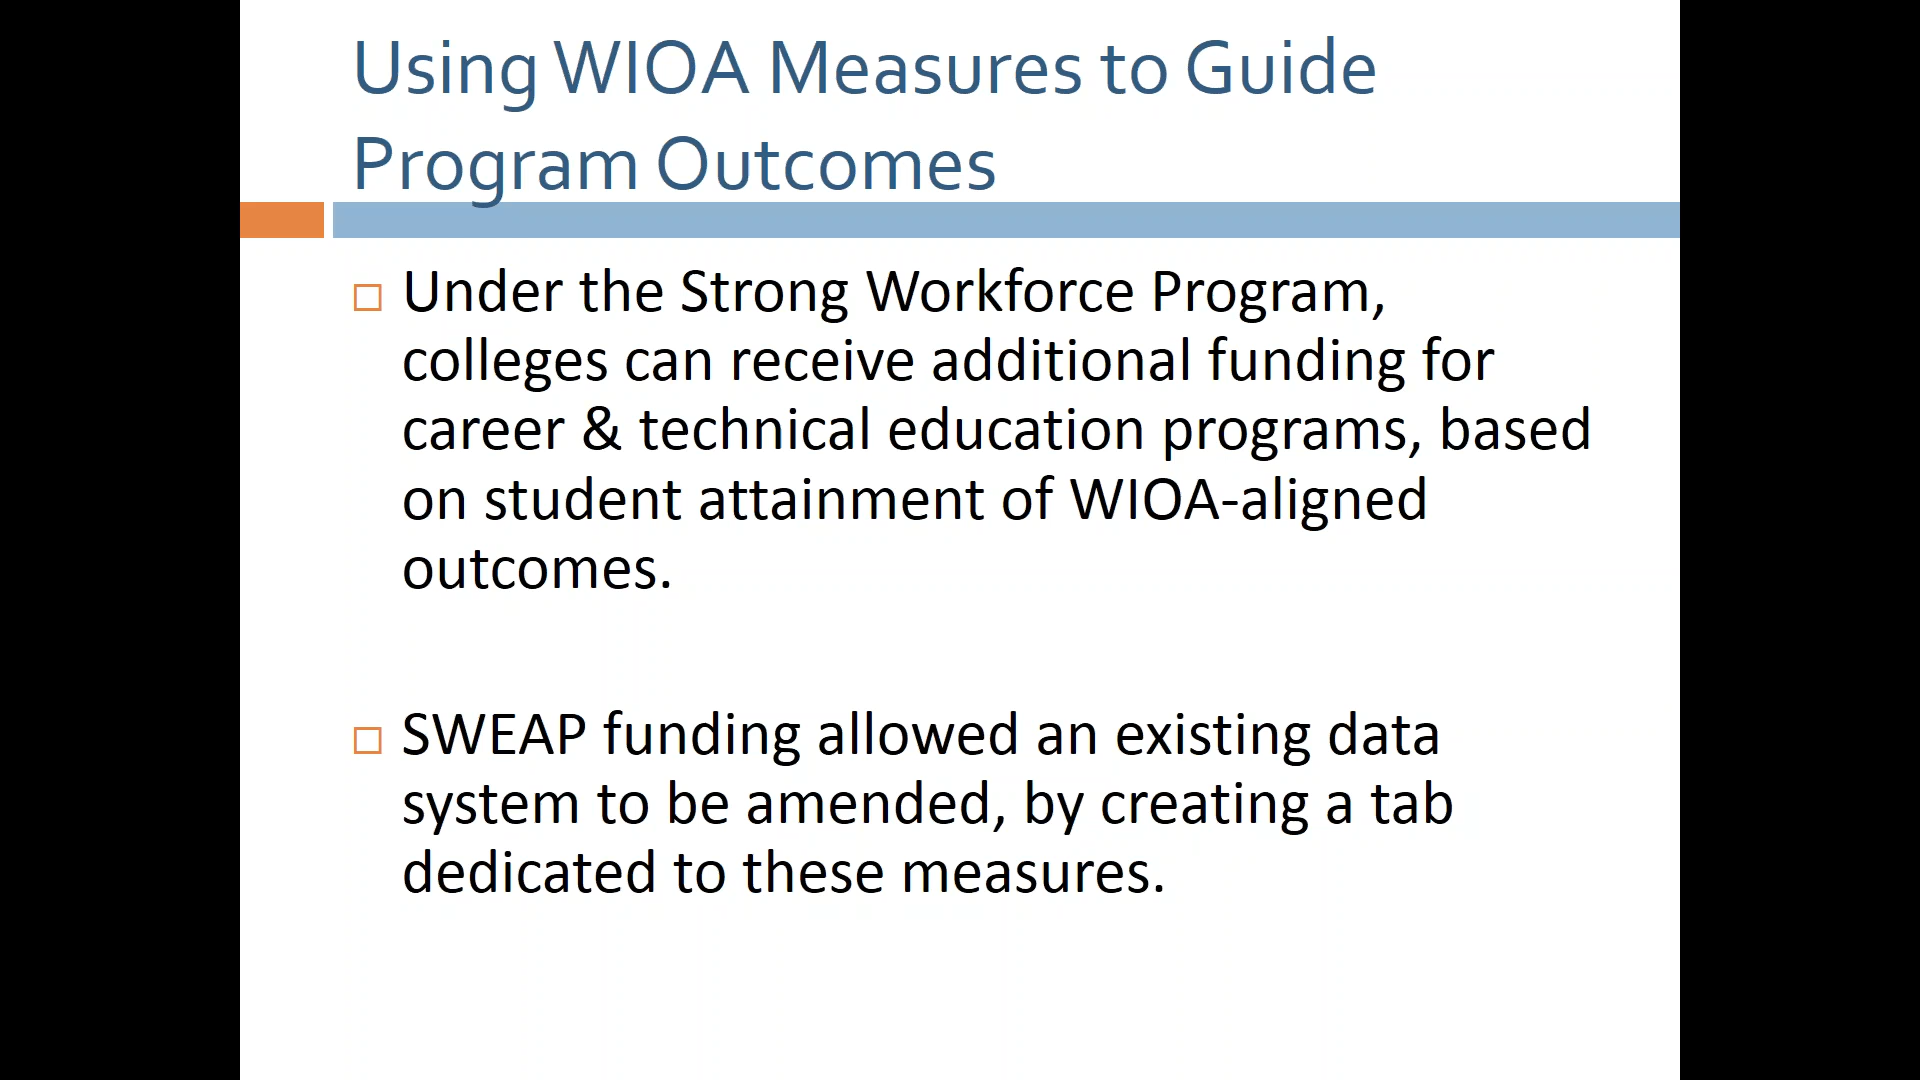 Using WIOA Measures to Guide
Program Outcomes
Under the Strong Workforce Program,
colleges can receive additional funding for
career & technical education programs, based
on student attainment of WIOA-aligned
outcomes.
SWEAP funding allowed an existing data
system to be amended, by creating a tab
dedicated to these measures.